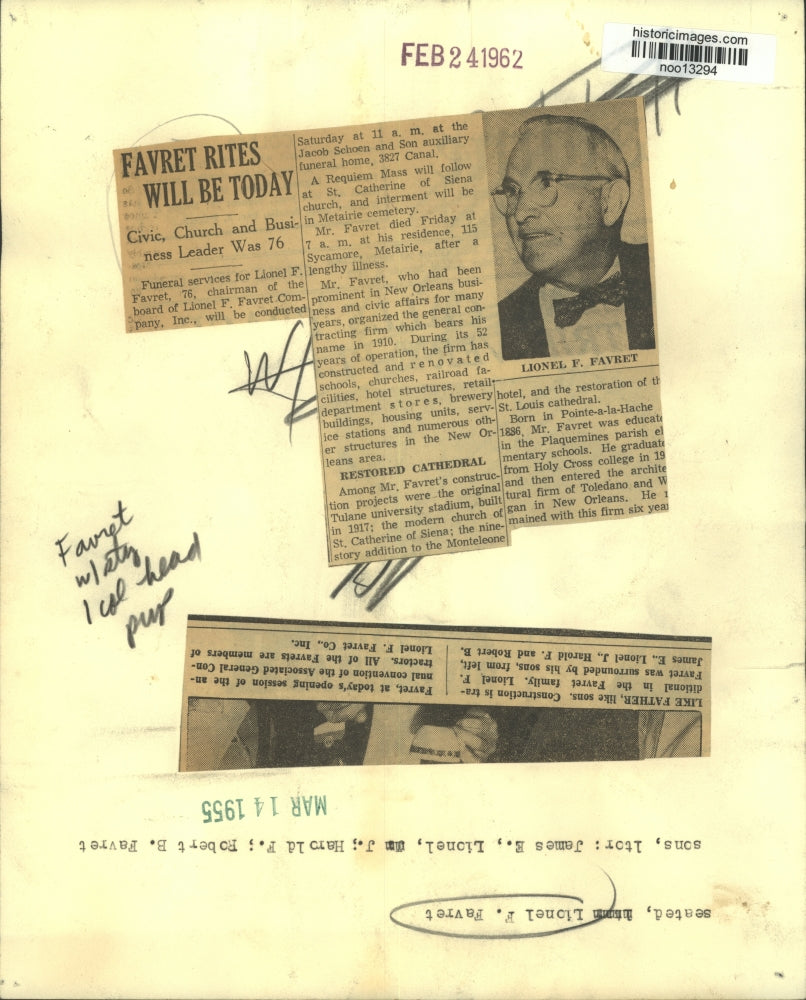 historicimages.com
noo13294
FEB 24 1962
FAVRET RITES
WILL BE TODAY
Civic, Church and Busi-
ness Leader Was 76
Funeral services for Lionel F.
Favret, 76, chairman of the
board of Lionel F. Favret Com-
pany, Inc., will be conducted
Saturday at 11 a. m. at the
Jacob Schoen and Son auxiliary
funeral home, 3827 Canal.
A Requiem Mass will follow
at St. Catherine of Siena
church, and interment will be
in Metairie cemetery.
Mr. Favret died Friday at
7 a. m. at his residence, 115
Sycamore, Metairie, after a
lengthy illness.
Mr. Favret, who had been
prominent in New Orleans busi-
ness and civic affairs for many
years, organized the general con-
tracting firm which bears his
name in 1910. During its 52
years of operation, the firm has
constructed and renovated
schools, churches, railroad fa-
cilities, hotel structures, retail
department stores, brewery
buildings, housing units, serv-
ice stations and numerous oth-
er structures in the New Or-
leans area.
RESTORED CATHEDRAL
Among Mr. Favret's construc-
tion projects were the original
Tulane university stadium, built
in 1917; the modern church of
St. Catherine of Siena; the nine-
story addition to the Monteleone
LIONEL F. FAVRET
hotel, and the restoration of th
St. Louis cathedral.
Born in Pointe-a-la-Hache
1886, Mr. Favret was educate
in the Plaquemines parish el
mentary schools. He graduate
from Holy Cross college in 19
and then entered the archite
tural firm of Toledano and W
gan in New Orleans. He r
mained with this firm six yea
Favret
w/sty
1 col head
pup
LIKE FATHER, like sons. Construction is tra-
ditional in the Favret family. Lionel F.
Favret was surrounded by his sons, from left,
James E., Lionel J., Harold F. and Robert B.
Favret, at today's opening session of the an-
nual convention of the Associated General Con-
tractors. All of the Favrets are members of
Lionel F. Favret Co., Inc.
MAR 14 1955
seated, Lionel F. Favret
sons, ltor: James E., Lionel, J.; Harold F.; Robert B. Favret